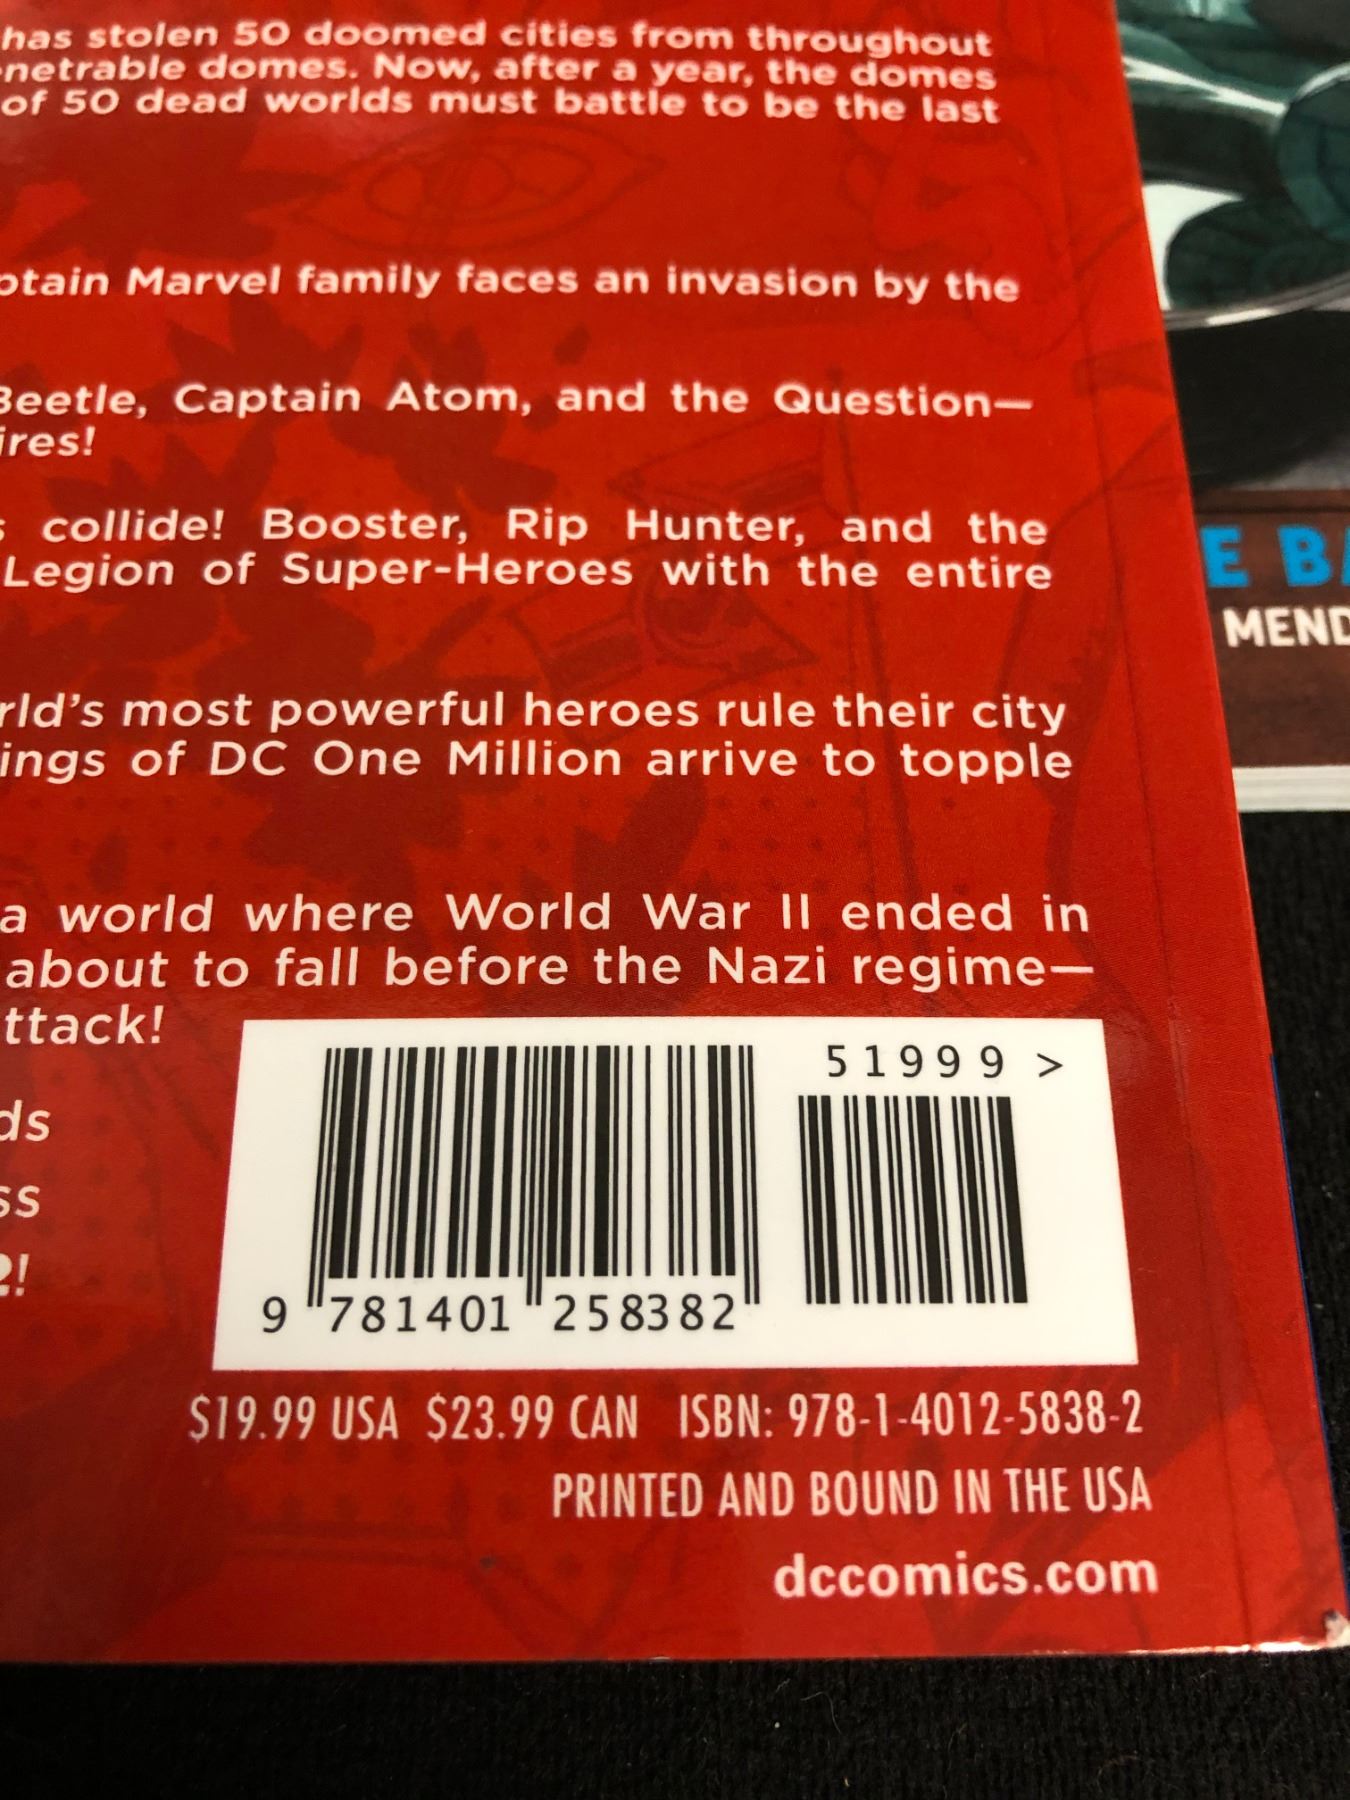 has stolen 50 doomed cities from throughout
netrable domes. Now, after a year, the domes
of 50 dead worlds must battle to be the last
ptain Marvel family faces an invasion by the
Beetle, Captain Atom, and the Question—
ires!
s collide! Booster, Rip Hunter, and the
Legion of Super-Heroes with the entire
rld's most powerful heroes rule their city
ings of DC One Million arrive to topple
a world where World War II ended in
about to fall before the Nazi regime—
ttack!
ds
ss
2!
51999 >
9 781401 258382
$19.99 USA $23.99 CAN ISBN: 978-1-4012-5838-2
PRINTED AND BOUND IN THE USA
dccomics.com
E BA
MEND